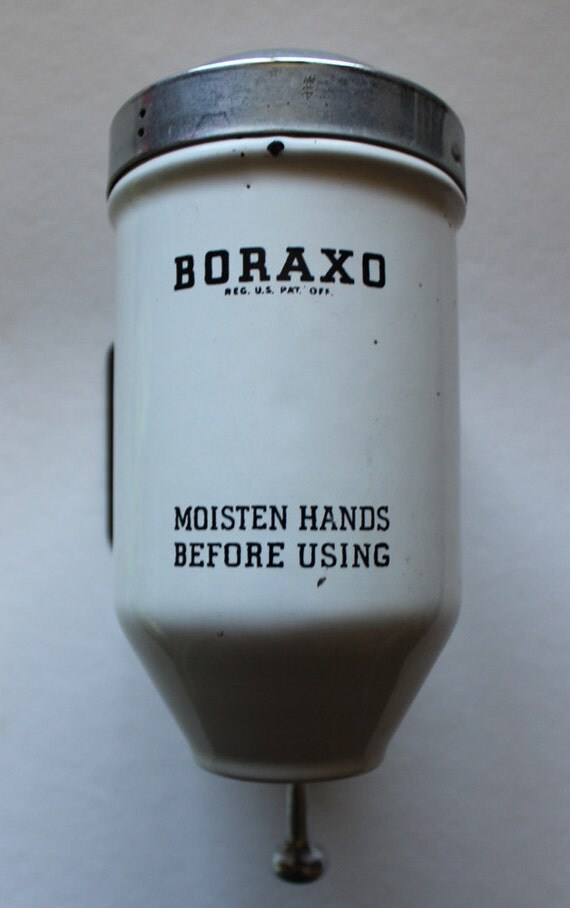 BORAXO
REG. U.S. PAT. OFF.
MOISTEN HANDS
BEFORE USING